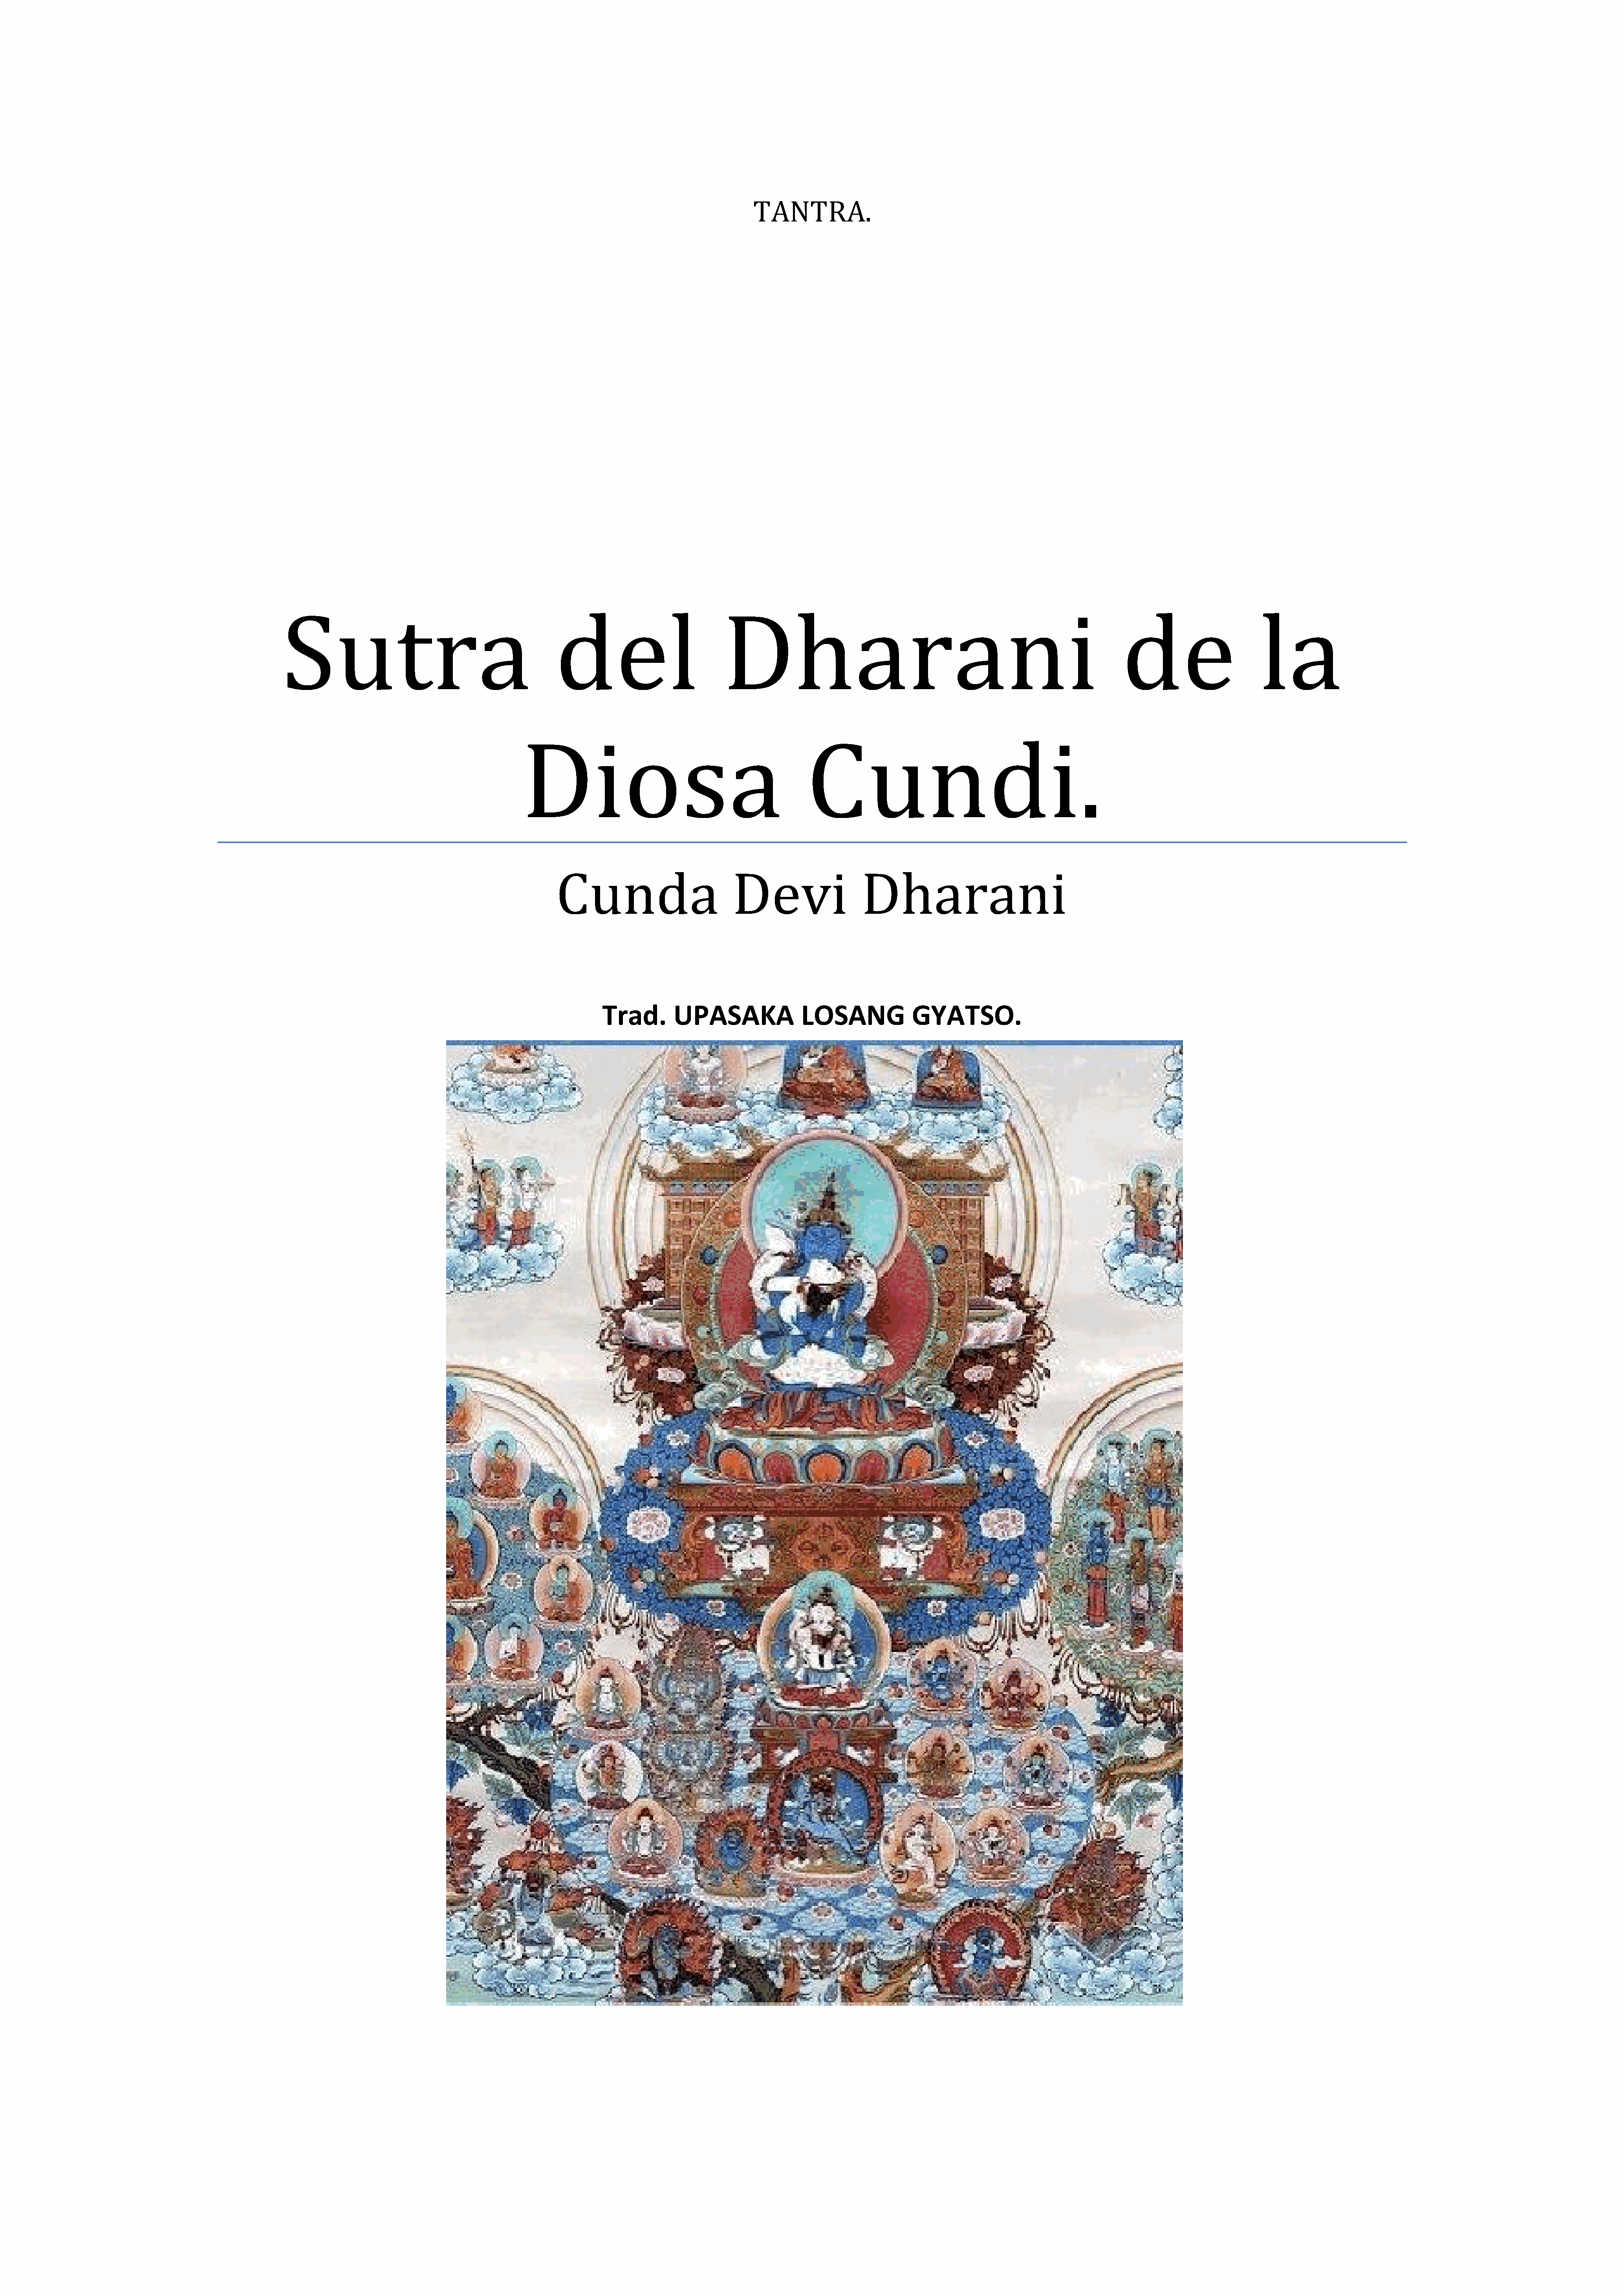 TANTRA.
Sutra del Dharani de la
Diosa Cundi.
Cunda Devi Dharani
Trad. UPASAKA LOSANG GYATSO.